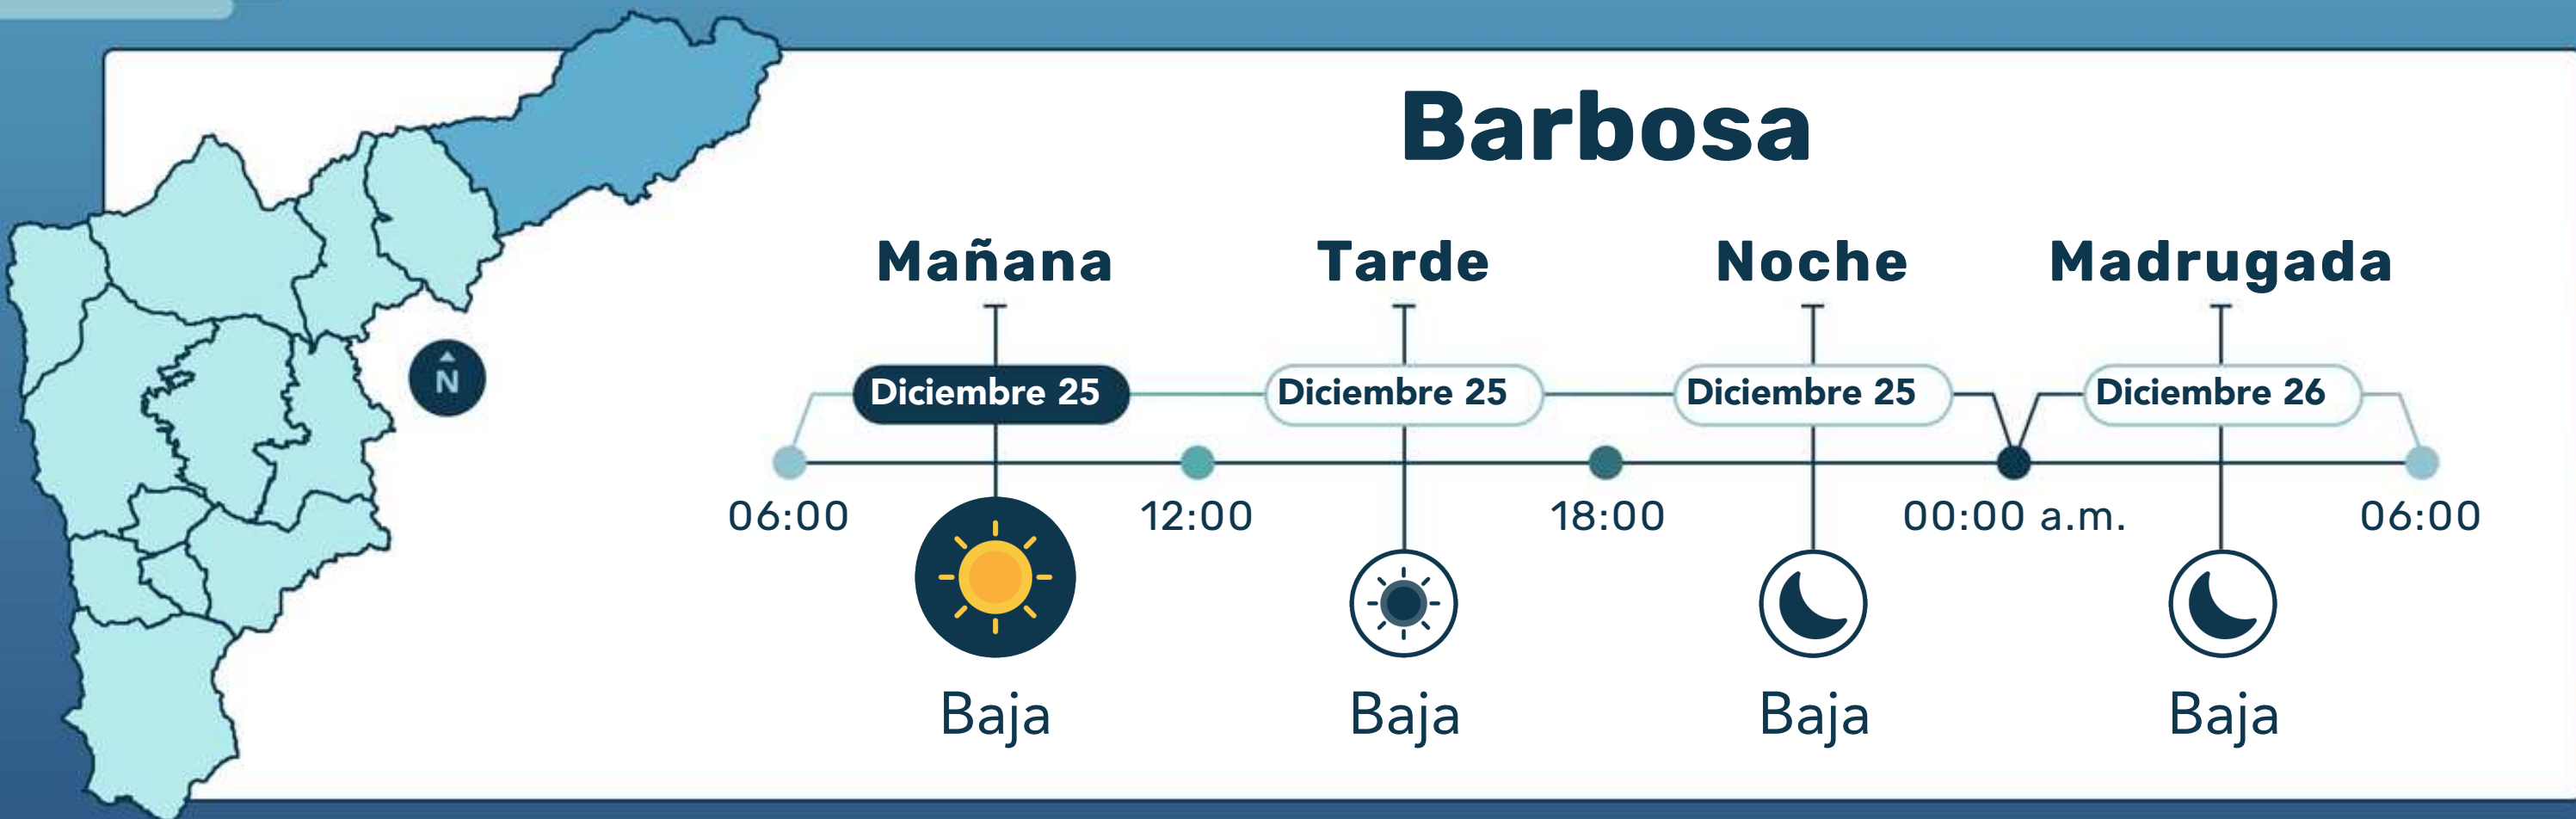 Barbosa
Mañana Tarde Noche Madrugada
Diciembre 25 Diciembre 25 Diciembre 25 Diciembre 26
N
06:00 12:00 18:00 00:00 a.m. 06:00
Baja Baja Baja Baja